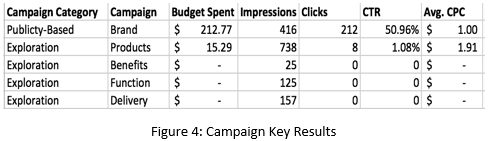 Campaign Category Campaign Budget Spent Impressions Clicks CTR Avg. CPC
Publicty-Based Brand $ 212.77 416 212 50.96% $ 1.00
Exploration Products $ 15.29 738 8 1.08% $ 1.91
Exploration Benefits $ - 25 0 0 $ -
Exploration Function $ - 125 0 0 $ -
Exploration Delivery $ - 157 0 0 $ -
Figure 4: Campaign Key Results